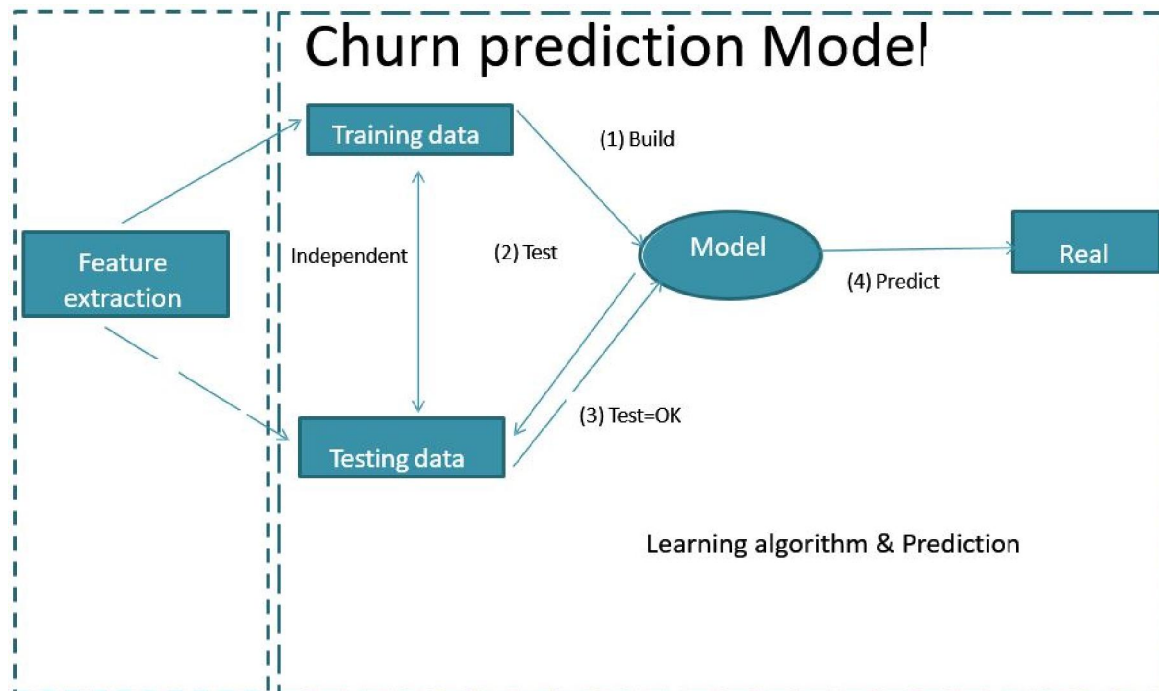 Churn prediction Model
Training data
(1) Build
Feature
extraction
Independent
(2) Test
Model
(4) Predict
Real
(3) Test=OK
Testing data
Learning algorithm & Prediction